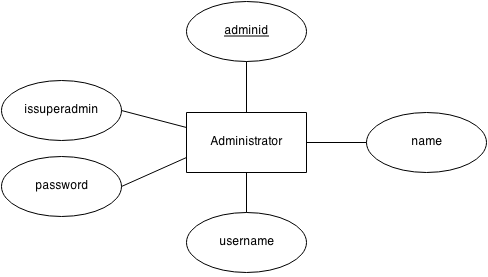 adminid
issuperadmin
Administrator
name
password
username